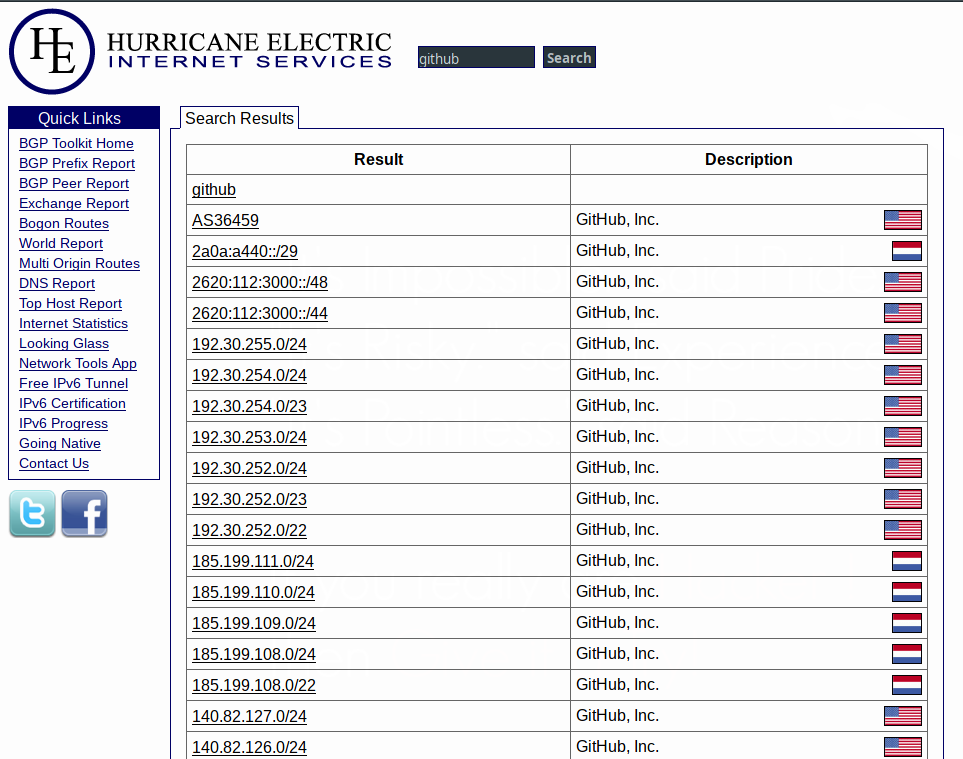 HE HURRICANE ELECTRIC
INTERNET SERVICES
github Search
Quick Links
BGP Toolkit Home
BGP Prefix Report
BGP Peer Report
Exchange Report
Bogon Routes
World Report
Multi Origin Routes
DNS Report
Top Host Report
Internet Statistics
Looking Glass
Network Tools App
Free IPv6 Tunnel
IPv6 Certification
IPv6 Progress
Going Native
Contact Us
Search Results
Result Description
github
AS36459 GitHub, Inc.
2a0a:a440::/29 GitHub, Inc.
2620:112:3000::/48 GitHub, Inc.
2620:112:3000::/44 GitHub, Inc.
192.30.255.0/24 GitHub, Inc.
192.30.254.0/24 GitHub, Inc.
192.30.254.0/23 GitHub, Inc.
192.30.253.0/24 GitHub, Inc.
192.30.252.0/24 GitHub, Inc.
192.30.252.0/23 GitHub, Inc.
192.30.252.0/22 GitHub, Inc.
185.199.111.0/24 GitHub, Inc.
185.199.110.0/24 GitHub, Inc.
185.199.109.0/24 GitHub, Inc.
185.199.108.0/24 GitHub, Inc.
185.199.108.0/22 GitHub, Inc.
140.82.127.0/24 GitHub, Inc.
140.82.126.0/24 GitHub, Inc.